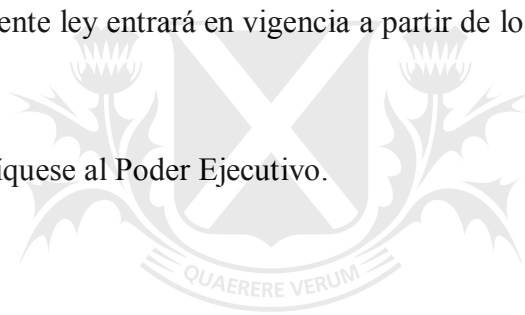 ente ley entrará en vigencia a partir de lo
íquese al Poder Ejecutivo.
QUAERERE VERUM